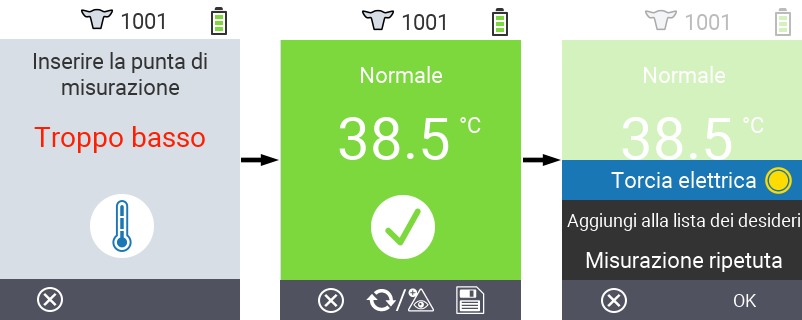 1001
Inserire la punta di
misurazione
Troppo basso
1001
Normale
38.5 °C
1001
Normale
38.5 °C
Torcia elettrica
Aggiungi alla lista dei desideri
Misurazione ripetuta
OK